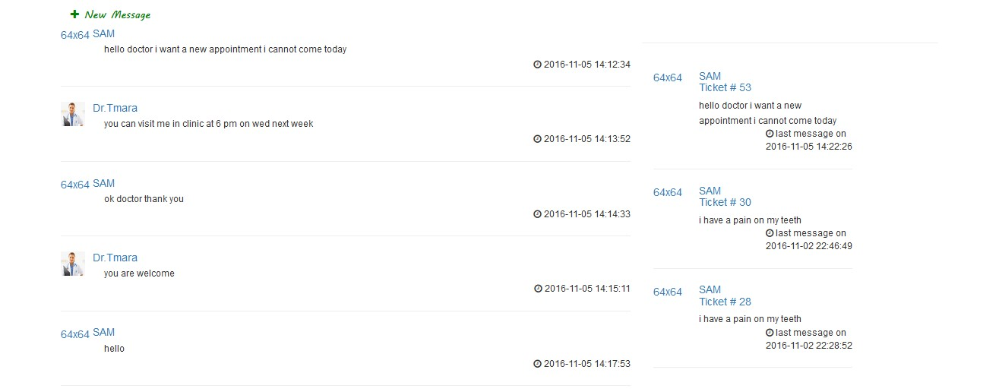 New Message
64x64 SAM
hello doctor i want a new appointment i cannot come today
2016-11-05 14:12:34
Dr.Tmara
you can visit me in clinic at 6 pm on wed next week
2016-11-05 14:13:52
64x64 SAM
ok doctor thank you
2016-11-05 14:14:33
Dr.Tmara
you are welcome
2016-11-05 14:15:11
64x64 SAM
hello
2016-11-05 14:17:53
64x64 SAM
Ticket # 53
hello doctor i want a new
appointment i cannot come today
last message on
2016-11-05 14:22:26
64x64 SAM
Ticket # 30
i have a pain on my teeth
last message on
2016-11-02 22:46:49
64x64 SAM
Ticket # 28
i have a pain on my teeth
last message on
2016-11-02 22:28:52